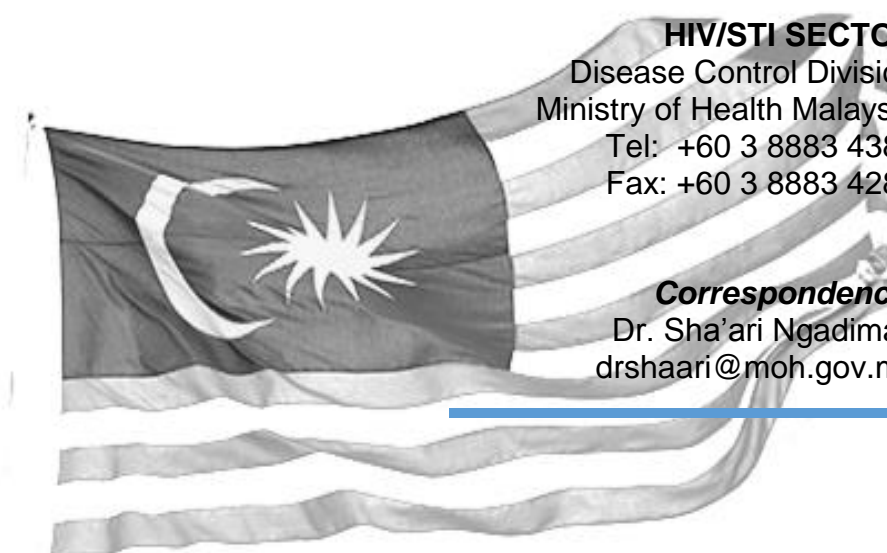 HIV/STI SECTO
Disease Control Divisio
Ministry of Health Malays
Tel: +60 3 8883 438
Fax: +60 3 8883 428
Correspondenc
Dr. Sha'ari Ngadima
drshaari@moh.gov.m